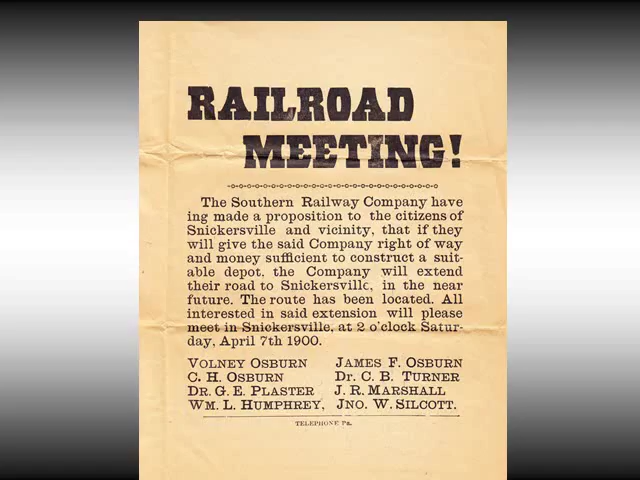 RAILROAD
MEETING!
The Southern Railway Company have
ing made a proposition to the citizens of
Snickersville and vicinity, that if they
will give the said Company right of way
and money sufficient to construct a suit-
able depot, the Company will extend
their road to Snickersville, in the near
future. The route has been located. All
interested in said extension will please
meet in Snickersville, at 2 o'clock Satur-
day, April 7th 1900.
VOLNEY OSBURN JAMES F. OSBURN
C. H. OSBURN DR. C. B. TURNER
DR. G. E. PLASTER J. R. MARSHALL
WM. L. HUMPHREY, JNO. W. SILCOTT.
TELEPHONE Pr.